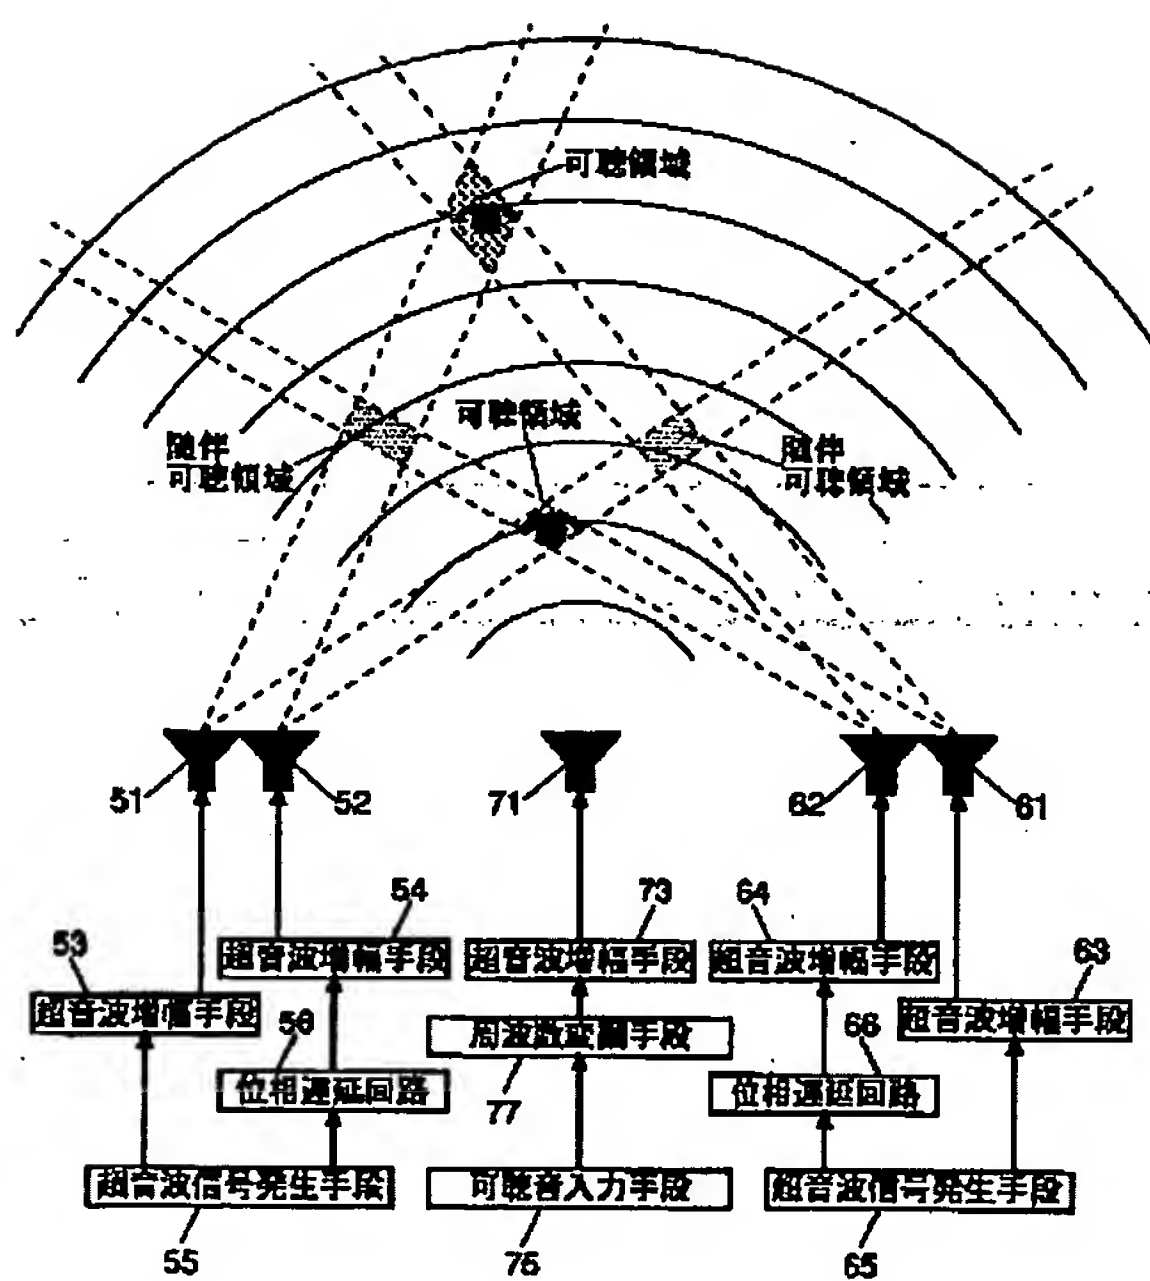 可聴領域
可聴領域
随伴
可聴領域
随伴
可聴領域
51
52
71
62
61
54
73
64
53
63
超音波増幅手段
超音波増幅手段
超音波増幅手段
超音波増幅手段
超音波増幅手段
56
周波数変調手段
66
位相遅延回路
77
位相遅延回路
超音波信号発生手段
可聴音入力手段
超音波信号発生手段
55
75
65